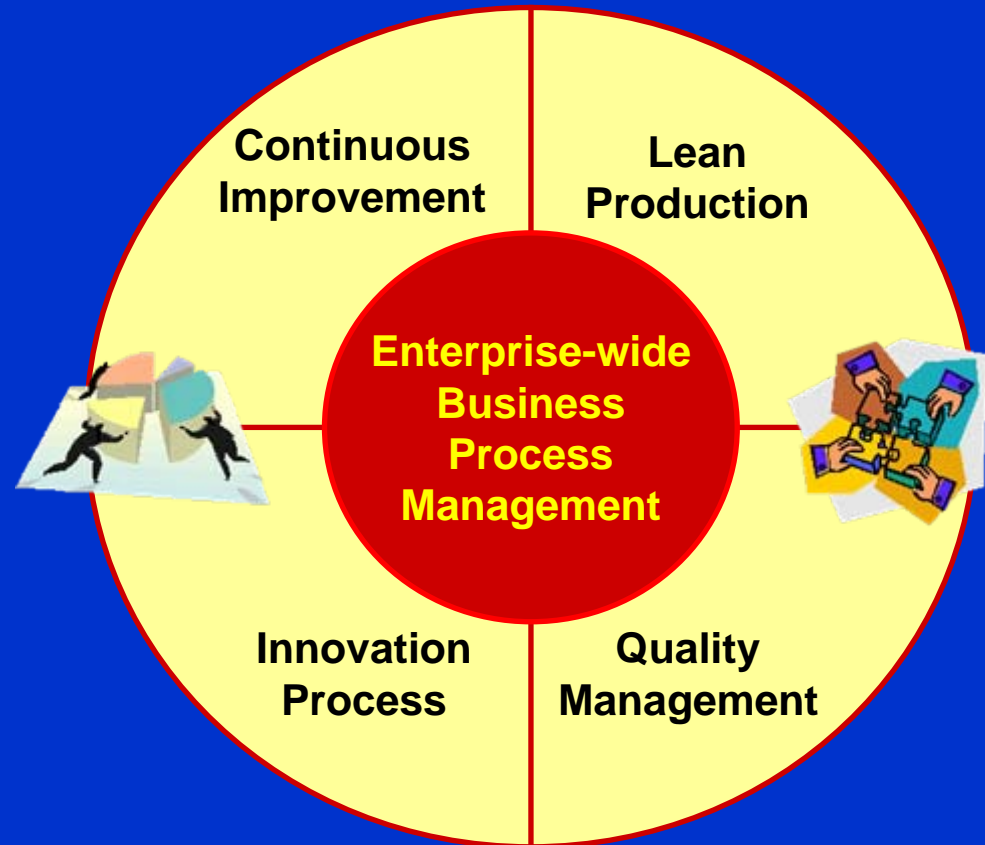 Continuous
Improvement
Lean
Production
Enterprise-wide
Business
Process
Management
Innovation
Process
Quality
Management